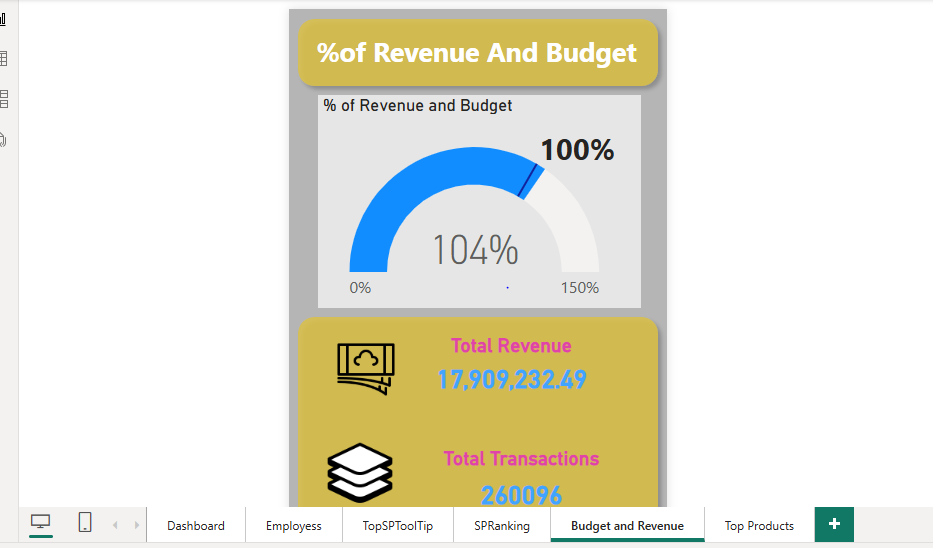 %of Revenue And Budget
% of Revenue and Budget
100%
104%
0%
150%
Total Revenue
17,909,232.49
Total Transactions
260096
Dashboard
Employess
TopSPToolTip
SPRanking
Budget and Revenue
Top Products
+